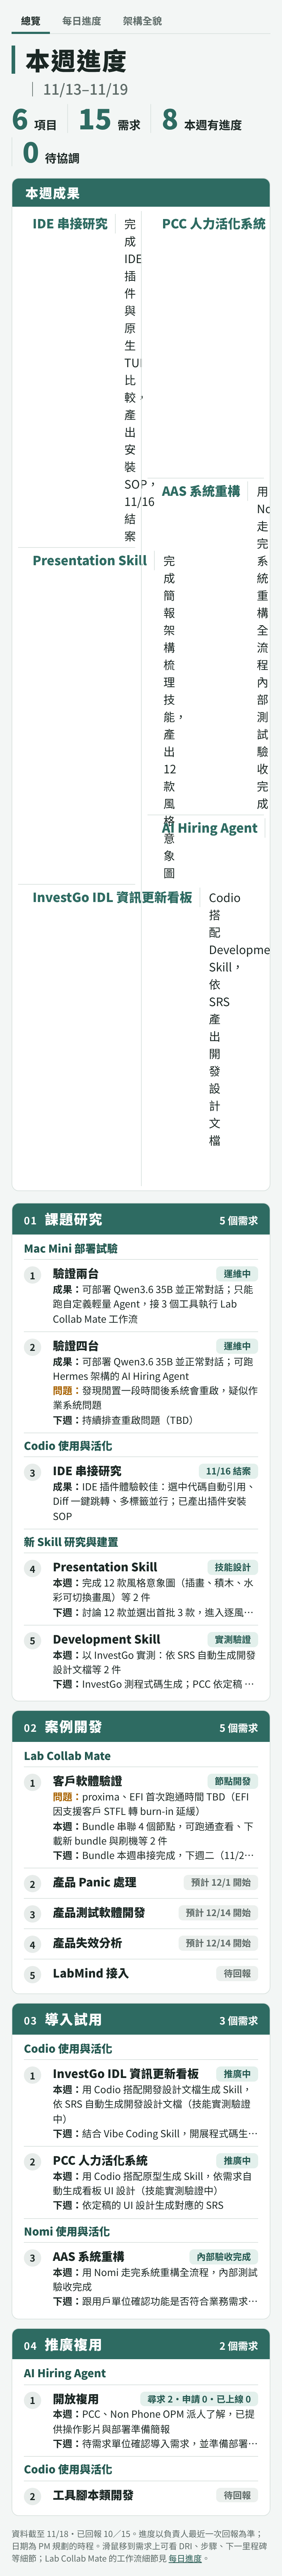 總覽 每日進度 架構全貌
本週進度
｜ 11/13–11/19
6 項目 15 需求 8 本週有進度
0 待協調
本週成果
IDE 串接研究
完
成
IDE
插
件
與
原
生
TUI
比
較，
產
出
安
裝
SOP，
11/16
結
案
PCC 人力活化系統
AAS 系統重構
用
走
完
系
統
重
構
全
流
程
內
部
測
試
驗
收
完
成
Presentation Skill
完
成
簡
報
架
構
梳
理
技
能，
產
出
12
款
風
格
意
象
圖
AI Hiring Agent
InvestGo IDL 資訊更新看板
Codio
搭
配
Skill，
依
SRS
產
出
開
發
設
計
文
檔
01 課題研究 5 個需求
Mac Mini 部署試驗
1 驗證兩台 運維中
成果：可部署 Qwen3.6 35B 並正常對話；只能
跑自定義輕量 Agent，接 3 個工具執行 Lab
Collab Mate 工作流
2 驗證四台 運維中
成果：可部署 Qwen3.6 35B 並正常對話；可跑
Hermes 架構的 AI Hiring Agent
問題：發現閒置一段時間後系統會重啟，疑似作
業系統問題
下週：持續排查重啟問題（TBD）
Codio 使用與活化
3 IDE 串接研究 11/16 結案
成果：IDE 插件體驗較佳：選中代碼自動引用、
Diff 一鍵跳轉、多標籤並行；已產出插件安裝
SOP
新 Skill 研究與建置
4 Presentation Skill 技能設計
本週：完成 12 款風格意象圖（插畫、積木、水
彩可切換畫風）等 2 件
下週：討論 12 款並選出首批 3 款，進入逐風⋯
5 Development Skill 實測驗證
本週：以 InvestGo 實測：依 SRS 自動生成開發
設計文檔等 2 件
下週：InvestGo 測程式碼生成；PCC 依定稿 ⋯
02 案例開發 5 個需求
Lab Collab Mate
1 客戶軟體驗證 節點開發
問題：proxima、EFI 首次跑通時間 TBD（EFI
因支援客戶 STFL 轉 burn-in 延緩）
本週：Bundle 串聯 4 個節點，可跑通查看、下
載新 bundle 與刷機等 2 件
下週：Bundle 本週串接完成，下週二（11/2⋯
2 產品 Panic 處理 預計 12/1 開始
3 產品測試軟體開發 預計 12/14 開始
4 產品失效分析 預計 12/14 開始
5 LabMind 接入 待回報
03 導入試用 3 個需求
Codio 使用與活化
1 InvestGo IDL 資訊更新看板 推廣中
本週：用 Codio 搭配開發設計文檔生成 Skill，
依 SRS 自動生成開發設計文檔（技能實測驗證
中）
下週：結合 Vibe Coding Skill，開展程式碼生⋯
2 PCC 人力活化系統 推廣中
本週：用 Codio 搭配原型生成 Skill，依需求自
動生成看板 UI 設計（技能實測驗證中）
下週：依定稿的 UI 設計生成對應的 SRS
Nomi 使用與活化
3 AAS 系統重構 內部驗收完成
本週：用 Nomi 走完系統重構全流程，內部測試
驗收完成
下週：跟用戶單位確認功能是否符合業務需求⋯
04 推廣複用 2 個需求
AI Hiring Agent
1 開放複用 尋求 2・申請 0・已上線 0
本週：PCC、Non Phone OPM 派人了解，已提
供操作影片與部署準備簡報
下週：待需求單位確認導入需求，並準備部署⋯
Codio 使用與活化
2 工具腳本類開發 待回報
資料截至 11/18・已回報 10／15。進度以負責人最近一次回報為準；
日期為 PM 規劃的時程。滑鼠移到需求上可看 DRI、步驟、下一里程碑
等細節；Lab Collab Mate 的工作流細節見 每日進度。